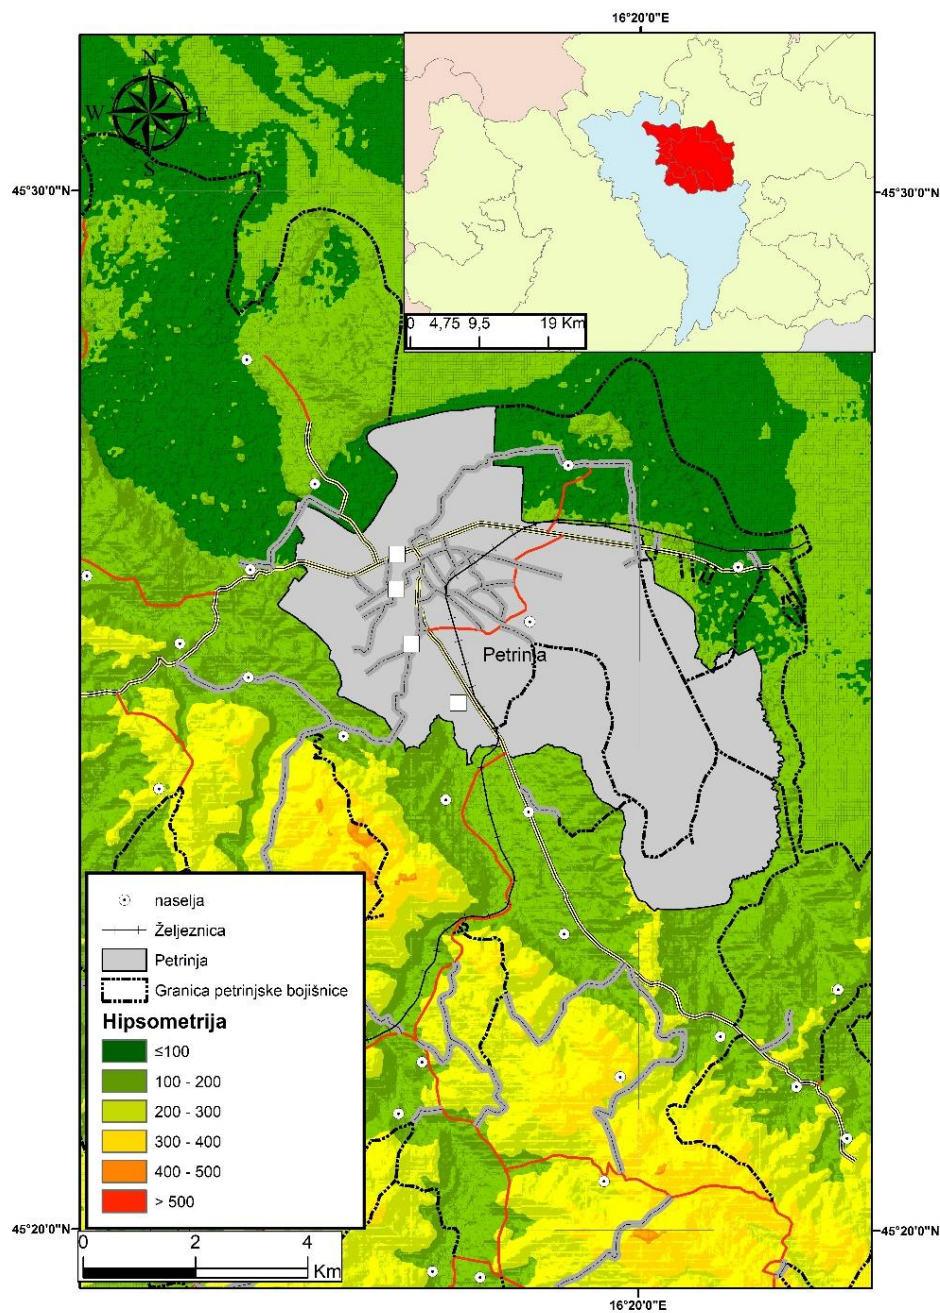 16°20'0"E
N
W E
S
45°30'0"N
45°30'0"N
0 4,75 9,5 19 Km
Petrinja
naselja
Željeznica
Petrinja
Granica petrinjske bojišnice
Hipsometrija
≤100
100 - 200
200 - 300
300 - 400
400 - 500
> 500
45°20'0"N
45°20'0"N
0 2 4
Km
16°20'0"E